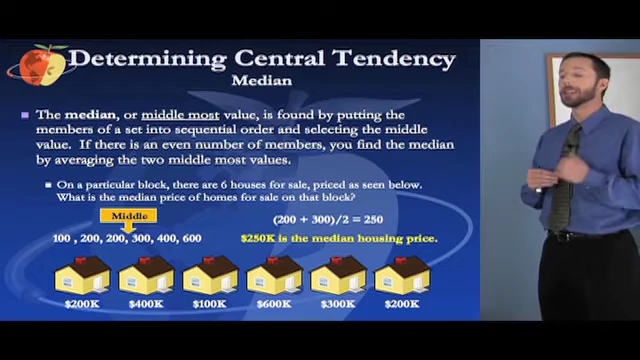 Determining Central Tendency
Median
The median, or middle most value, is found by putting the
members of a set into sequential order and selecting the middle
value. If there is an even number of members, you find the median
by averaging the two middle most values.
On a particular block, there are 6 houses for sale, priced as seen below.
What is the median price of homes for sale on that block?
Middle
(200 + 300)/2 = 250
100 , 200, 200, 300, 400, 600
$250K is the median housing price.
$200K $400K $100K $600K $300K $200K